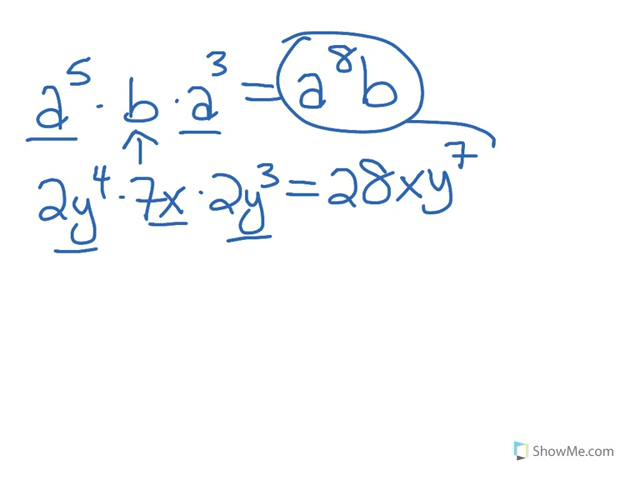 a⁵ · b · a³ = a⁸b
2y⁴ · 7x · 2y³ = 28xy⁷
ShowMe.com